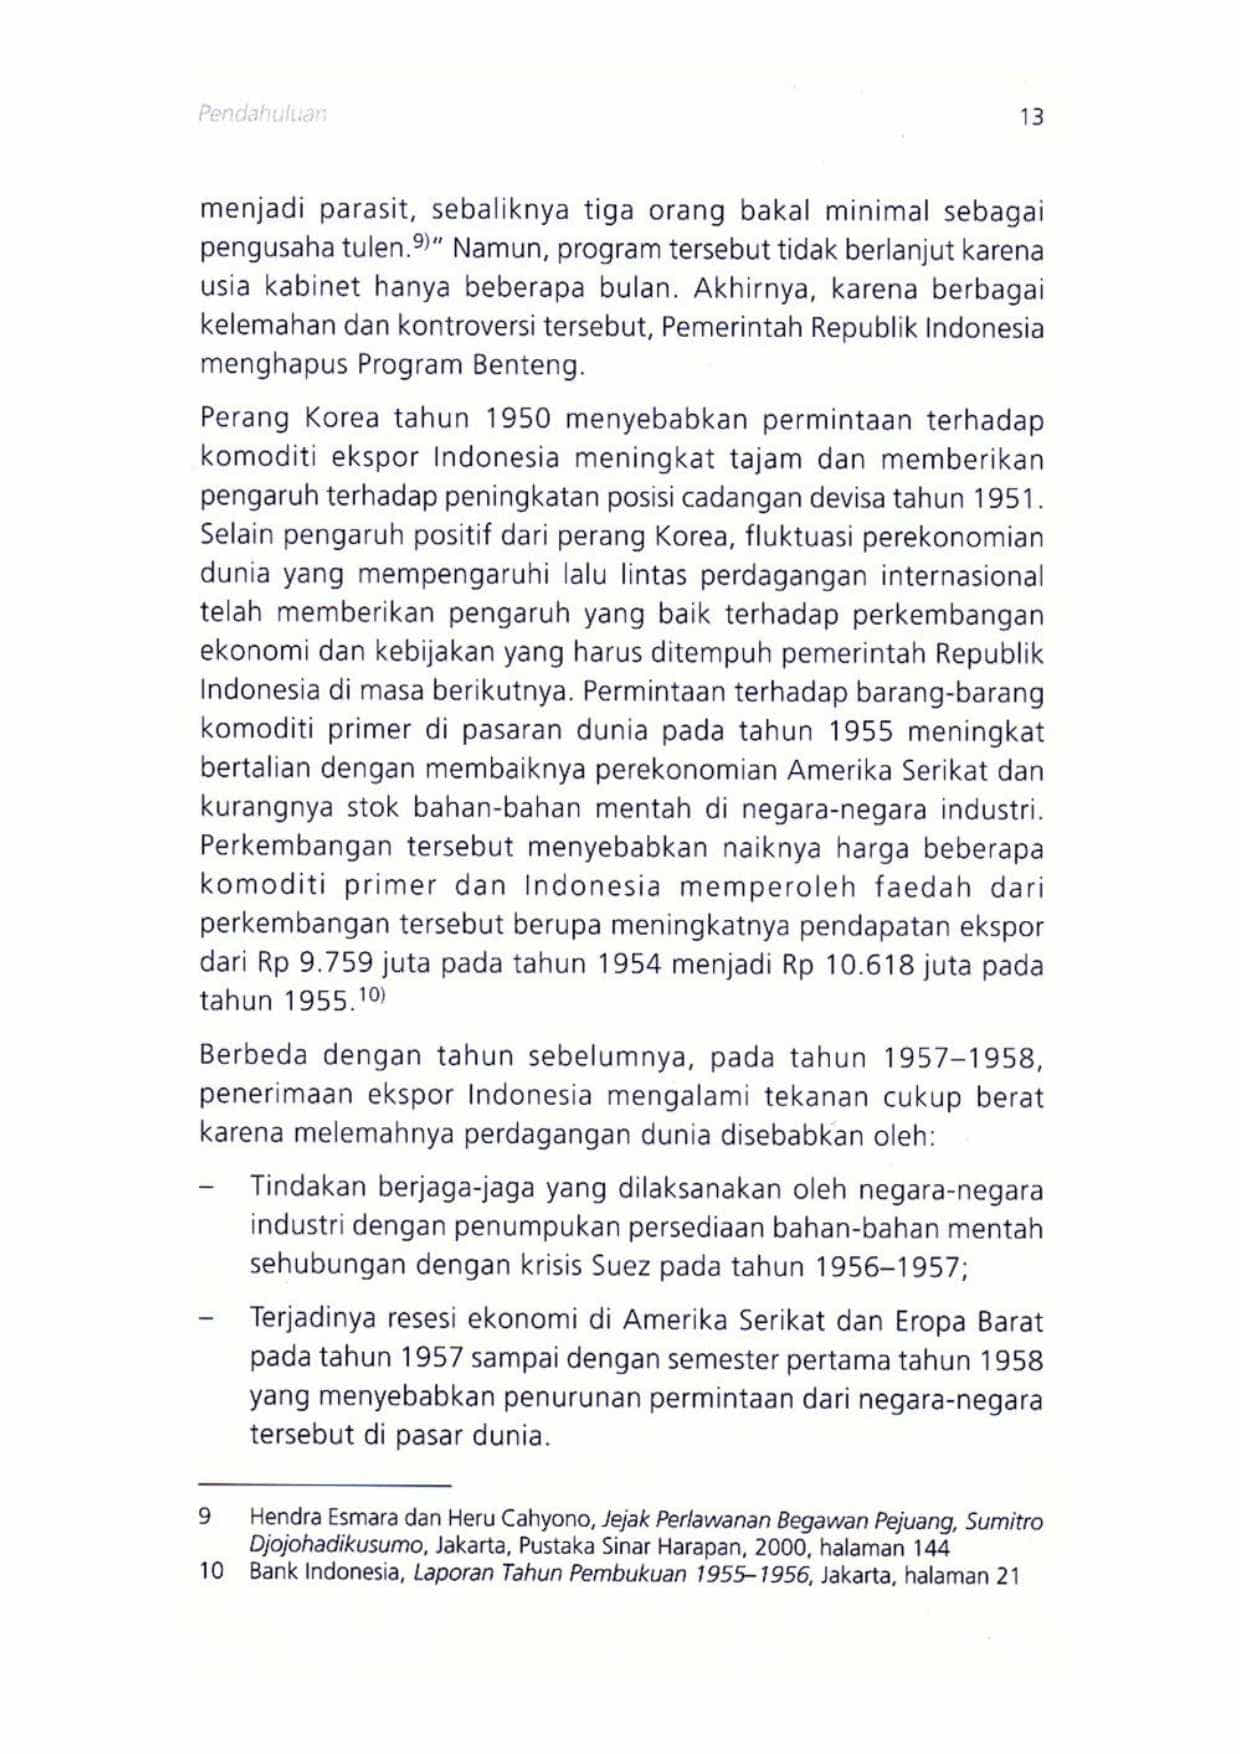 Pendahuluan 13
menjadi parasit, sebaliknya tiga orang bakal minimal sebagai
pengusaha tulen.9)" Namun, program tersebut tidak berlanjut karena
usia kabinet hanya beberapa bulan. Akhirnya, karena berbagai
kelemahan dan kontroversi tersebut, Pemerintah Republik Indonesia
menghapus Program Benteng.
Perang Korea tahun 1950 menyebabkan permintaan terhadap
komoditi ekspor Indonesia meningkat tajam dan memberikan
pengaruh terhadap peningkatan posisi cadangan devisa tahun 1951.
Selain pengaruh positif dari perang Korea, fluktuasi perekonomian
dunia yang mempengaruhi lalu lintas perdagangan internasional
telah memberikan pengaruh yang baik terhadap perkembangan
ekonomi dan kebijakan yang harus ditempuh pemerintah Republik
Indonesia di masa berikutnya. Permintaan terhadap barang-barang
komoditi primer di pasaran dunia pada tahun 1955 meningkat
bertalian dengan membaiknya perekonomian Amerika Serikat dan
kurangnya stok bahan-bahan mentah di negara-negara industri.
Perkembangan tersebut menyebabkan naiknya harga beberapa
komoditi primer dan Indonesia memperoleh faedah dari
perkembangan tersebut berupa meningkatnya pendapatan ekspor
dari Rp 9.759 juta pada tahun 1954 menjadi Rp 10.618 juta pada
tahun 1955.10)
Berbeda dengan tahun sebelumnya, pada tahun 1957–1958,
penerimaan ekspor Indonesia mengalami tekanan cukup berat
karena melemahnya perdagangan dunia disebabkan oleh:
– Tindakan berjaga-jaga yang dilaksanakan oleh negara-negara
industri dengan penumpukan persediaan bahan-bahan mentah
sehubungan dengan krisis Suez pada tahun 1956–1957;
– Terjadinya resesi ekonomi di Amerika Serikat dan Eropa Barat
pada tahun 1957 sampai dengan semester pertama tahun 1958
yang menyebabkan penurunan permintaan dari negara-negara
tersebut di pasar dunia.
9 Hendra Esmara dan Heru Cahyono, Jejak Perlawanan Begawan Pejuang, Sumitro
Djojohadikusumo, Jakarta, Pustaka Sinar Harapan, 2000, halaman 144
10 Bank Indonesia, Laporan Tahun Pembukuan 1955–1956, Jakarta, halaman 21